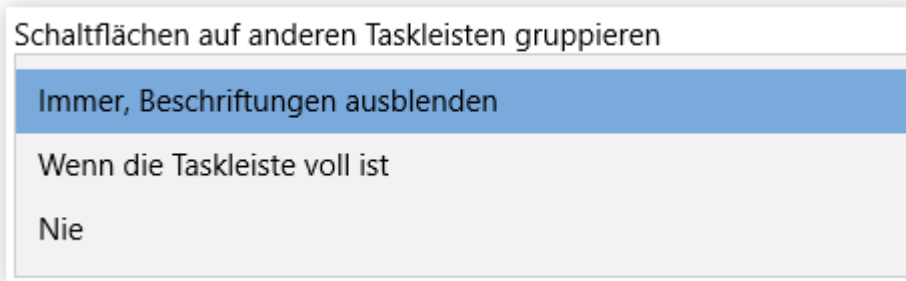 Schaltflächen auf anderen Taskleisten gruppieren
Immer, Beschriftungen ausblenden
Wenn die Taskleiste voll ist
Nie